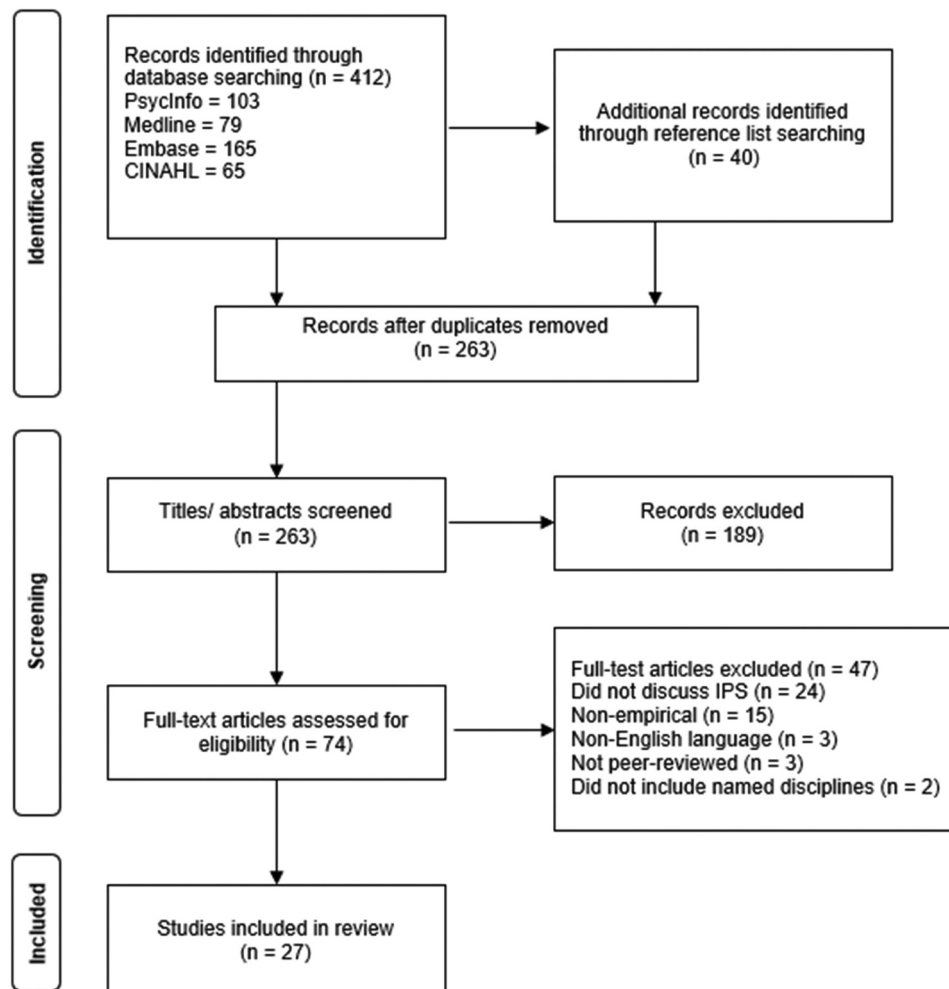 Identification
Records identified through
database searching (n = 412)
PsycInfo = 103
Medline = 79
Embase = 165
CINAHL = 65
Additional records identified
through reference list searching
(n = 40)
Records after duplicates removed
(n = 263)
Screening
Titles/ abstracts screened
(n = 263)
Records excluded
(n = 189)
Full-text articles assessed for
eligibility (n = 74)
Full-test articles excluded (n = 47)
Did not discuss IPS (n = 24)
Non-empirical (n = 15)
Non-English language (n = 3)
Not peer-reviewed (n = 3)
Did not include named disciplines (n = 2)
Included
Studies included in review
(n = 27)